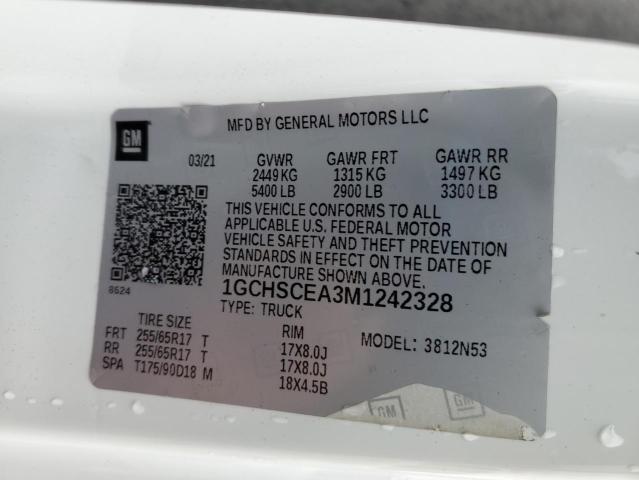 GM
MFD BY GENERAL MOTORS LLC
03/21 GVWR GAWR FRT GAWR RR
2449 KG 1315 KG 1497 KG
5400 LB 2900 LB 3300 LB
THIS VEHICLE CONFORMS TO ALL
APPLICABLE U.S. FEDERAL MOTOR
VEHICLE SAFETY AND THEFT PREVENTION
STANDARDS IN EFFECT ON THE DATE OF
MANUFACTURE SHOWN ABOVE.
8624
1GCHSCEA3M1242328
TYPE: TRUCK
TIRE SIZE RIM MODEL: 3812N53
FRT 255/65R17 T 17X8.0J
RR 255/65R17 T 17X8.0J
SPA T175/90D18 M 18X4.5B
GM
GM